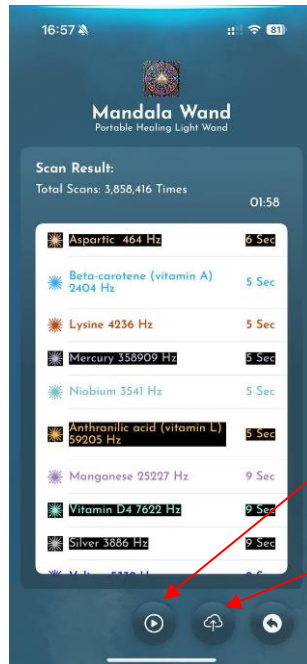 16:57
81
Mandala Wand
Portable Healing Light Wand
Scan Result:
Total Scans: 3,858,416 Times
01:58
Aspartic 464 Hz 6 Sec
Beta-carotene (vitamin A)
2404 Hz 5 Sec
Lysine 4236 Hz 5 Sec
Mercury 358909 Hz 5 Sec
Niobium 3541 Hz 5 Sec
Anthranilic acid (vitamin L)
59205 Hz 5 Sec
Manganese 25227 Hz 9 Sec
Vitamin D4 7622 Hz 9 Sec
Silver 3886 Hz 9 Sec